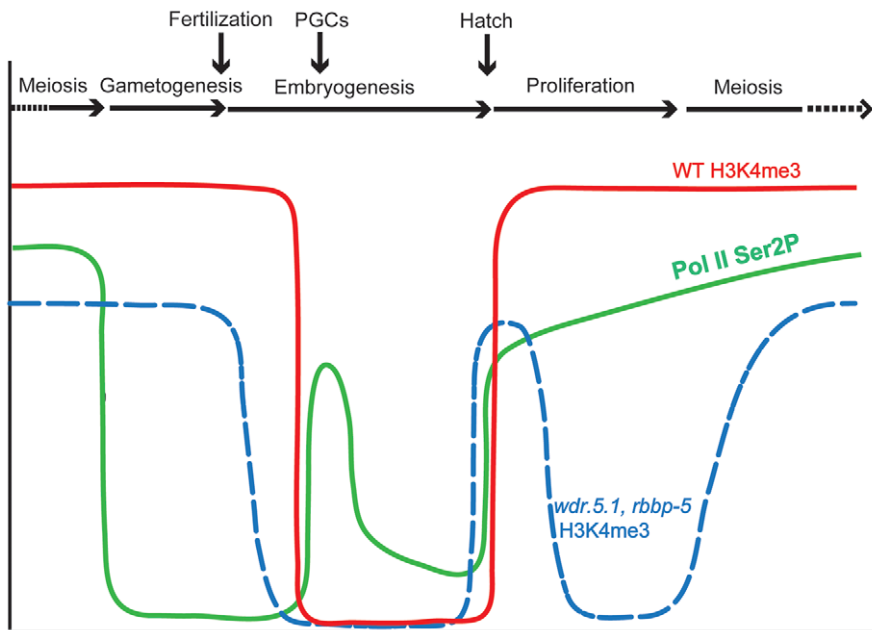 Fertilization PGCs Hatch
Meiosis Gametogenesis Embryogenesis Proliferation Meiosis
WT H3K4me3
Pol II Ser2P
wdr.5.1, rbbp-5
H3K4me3